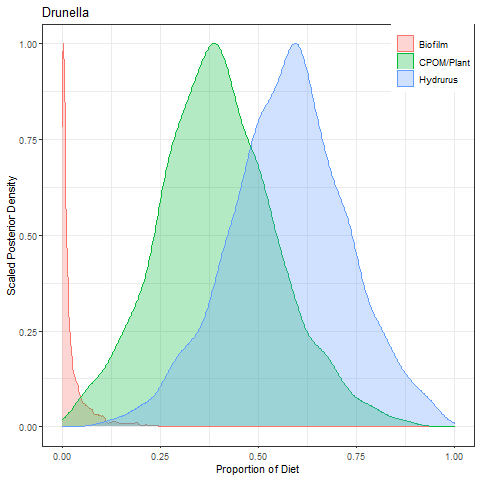 Drunella
Biofilm
CPOM/Plant
Hydrurus
1.00
0.75
0.50
0.25
0.00
Scaled Posterior Density
0.00 0.25 0.50 0.75 1.00
Proportion of Diet